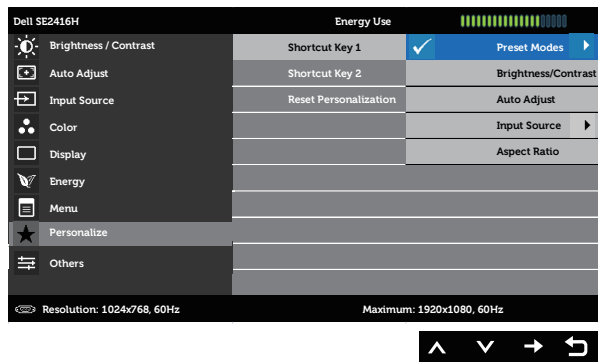 Dell SE2416H
Energy Use
Brightness / Contrast
Auto Adjust
Input Source
Color
Display
Energy
Menu
Personalize
Others
Shortcut Key 1
Shortcut Key 2
Reset Personalization
Preset Modes
Brightness/Contrast
Auto Adjust
Input Source
Aspect Ratio
Resolution: 1024x768, 60Hz
Maximum: 1920x1080, 60Hz